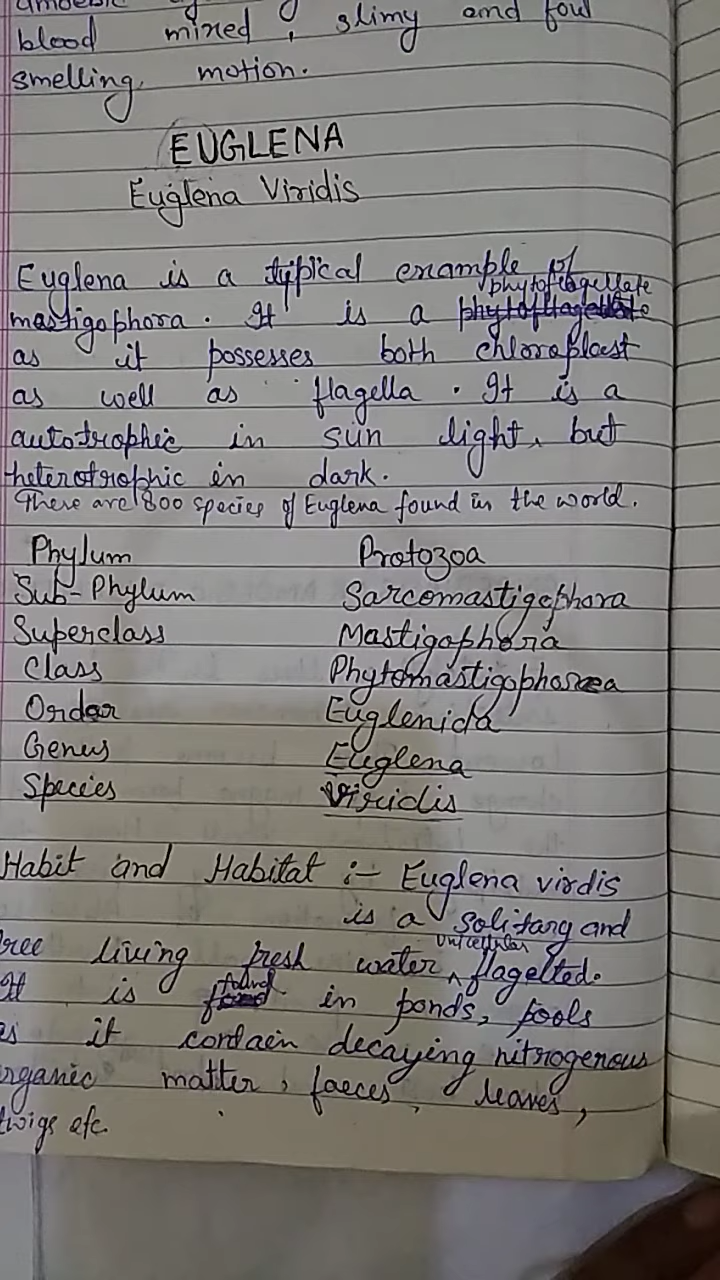 blood mixed, slimy and foul
smelling, motion.
EUGLENA
Euglena Viridis
Euglena is a typical example of
mastigophora. It is a phytoflagellate
as it possesses both chloroplast
as well as flagella. It is a
autotrophic in sun light, but
heterotrophic in dark.
There are 800 species of Euglena found in the world.
Phylum Protozoa
Sub-Phylum Sarcomastigophora
Superclass Mastigophora
Class Phytomastigophorea
Order Euglenida
Genus Euglena
Species Viridis
Habit and Habitat :- Euglena virdis
is a solitary and
free living fresh water unicellular flagelted.
It is found in ponds, pools
as it contain decaying nitrogenous
organic matter, faeces, leaves,
twigs etc.